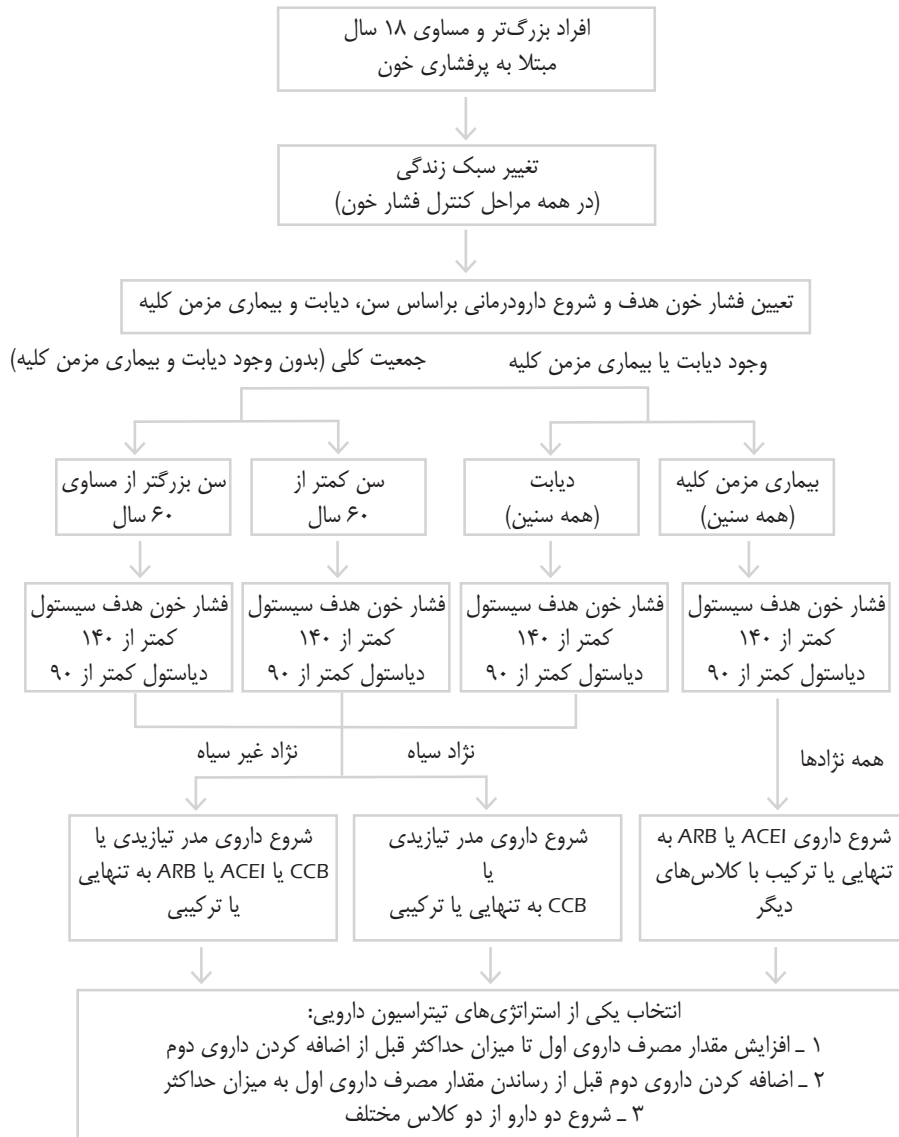 افراد بزرگ‌تر و مساوی ۱۸ سال
مبتلا به پرفشاری خون
تغییر سبک زندگی
(در همه مراحل کنترل فشار خون)
تعیین فشار خون هدف و شروع دارودرمانی براساس سن، دیابت و بیماری مزمن کلیه
وجود دیابت یا بیماری مزمن کلیه
جمعیت کلی (بدون وجود دیابت و بیماری مزمن کلیه)
بیماری مزمن کلیه
(همه سنین)
دیابت
(همه سنین)
سن کمتر از
۶۰ سال
سن بزرگتر از مساوی
۶۰ سال
فشار خون هدف سیستول
کمتر از ۱۴۰
دیاستول کمتر از ۹۰
فشار خون هدف سیستول
کمتر از ۱۴۰
دیاستول کمتر از ۹۰
فشار خون هدف سیستول
کمتر از ۱۴۰
دیاستول کمتر از ۹۰
فشار خون هدف سیستول
کمتر از ۱۴۰
دیاستول کمتر از ۹۰
همه نژادها
نژاد سیاه
نژاد غیر سیاه
شروع داروی ACEI یا ARB به
تنهایی یا ترکیب با کلاس‌های
دیگر
شروع داروی مدر تیازیدی
یا
CCB به تنهایی یا ترکیبی
شروع داروی مدر تیازیدی یا
CCB یا ACEI یا ARB به تنهایی
یا ترکیبی
انتخاب یکی از استراتژی‌های تیتراسیون دارویی:
۱ ـ افزایش مقدار مصرف داروی اول تا میزان حداکثر قبل از اضافه کردن داروی دوم
۲ ـ اضافه کردن داروی دوم قبل از رساندن مقدار مصرف داروی اول به میزان حداکثر
۳ ـ شروع دو دارو از دو کلاس مختلف